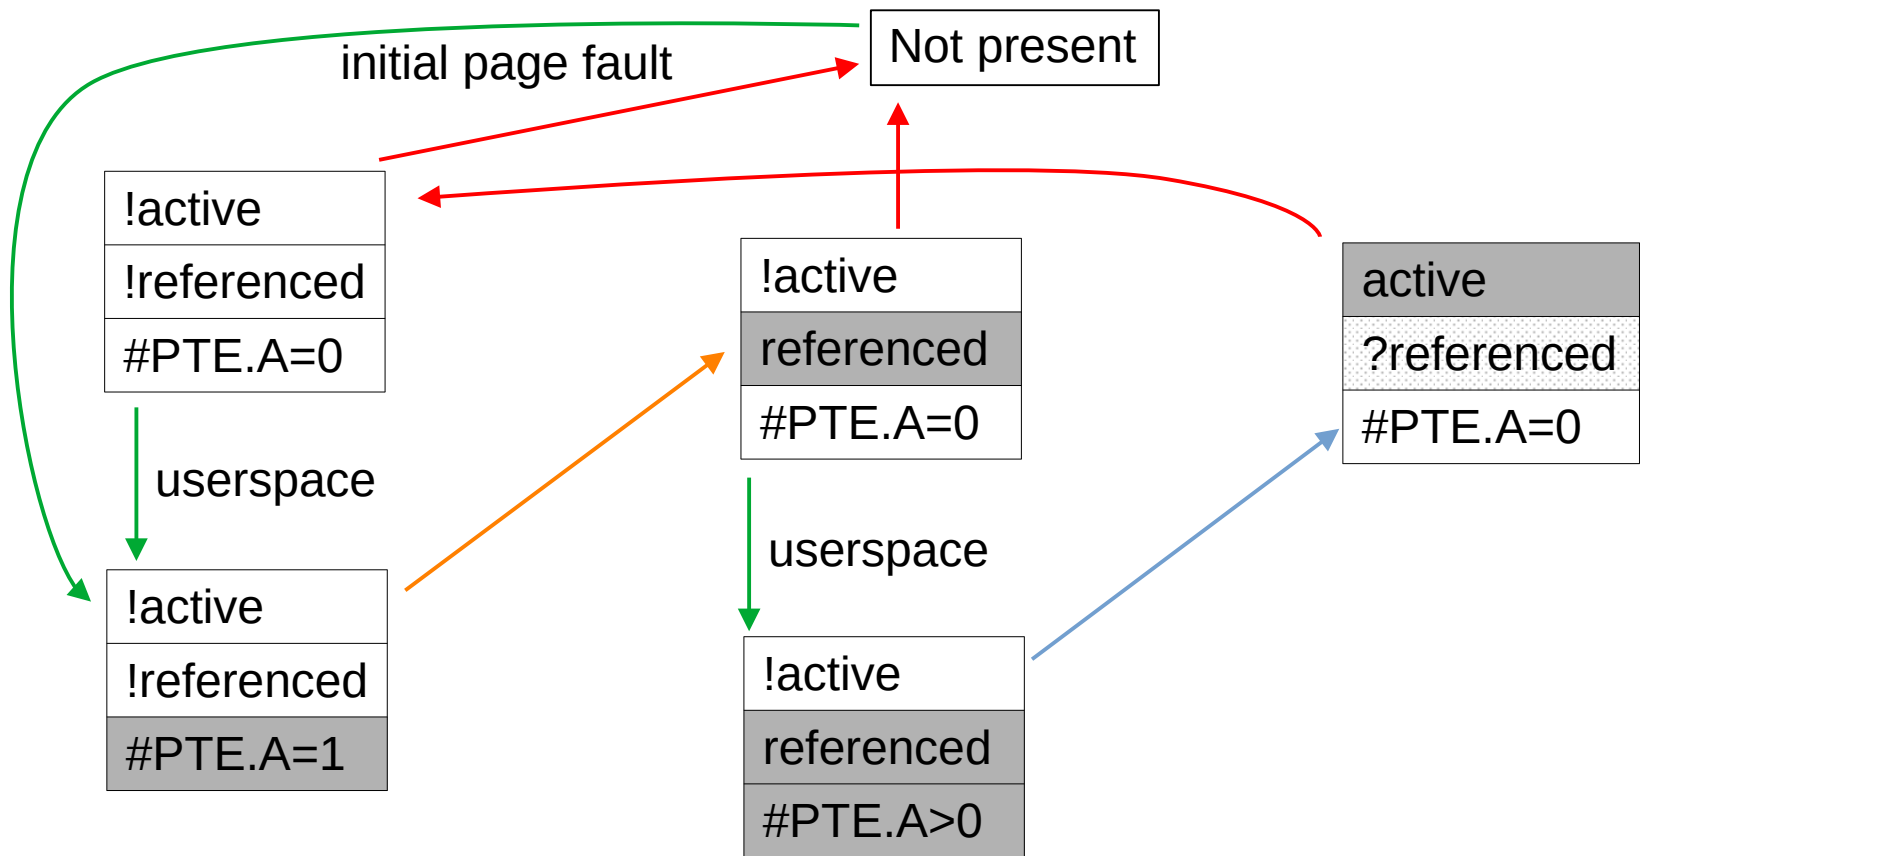 Not present
initial page fault
!active
!referenced
#PTE.A=0
userspace
!active
!referenced
#PTE.A=1
!active
referenced
#PTE.A=0
userspace
!active
referenced
#PTE.A>0
active
?referenced
#PTE.A=0